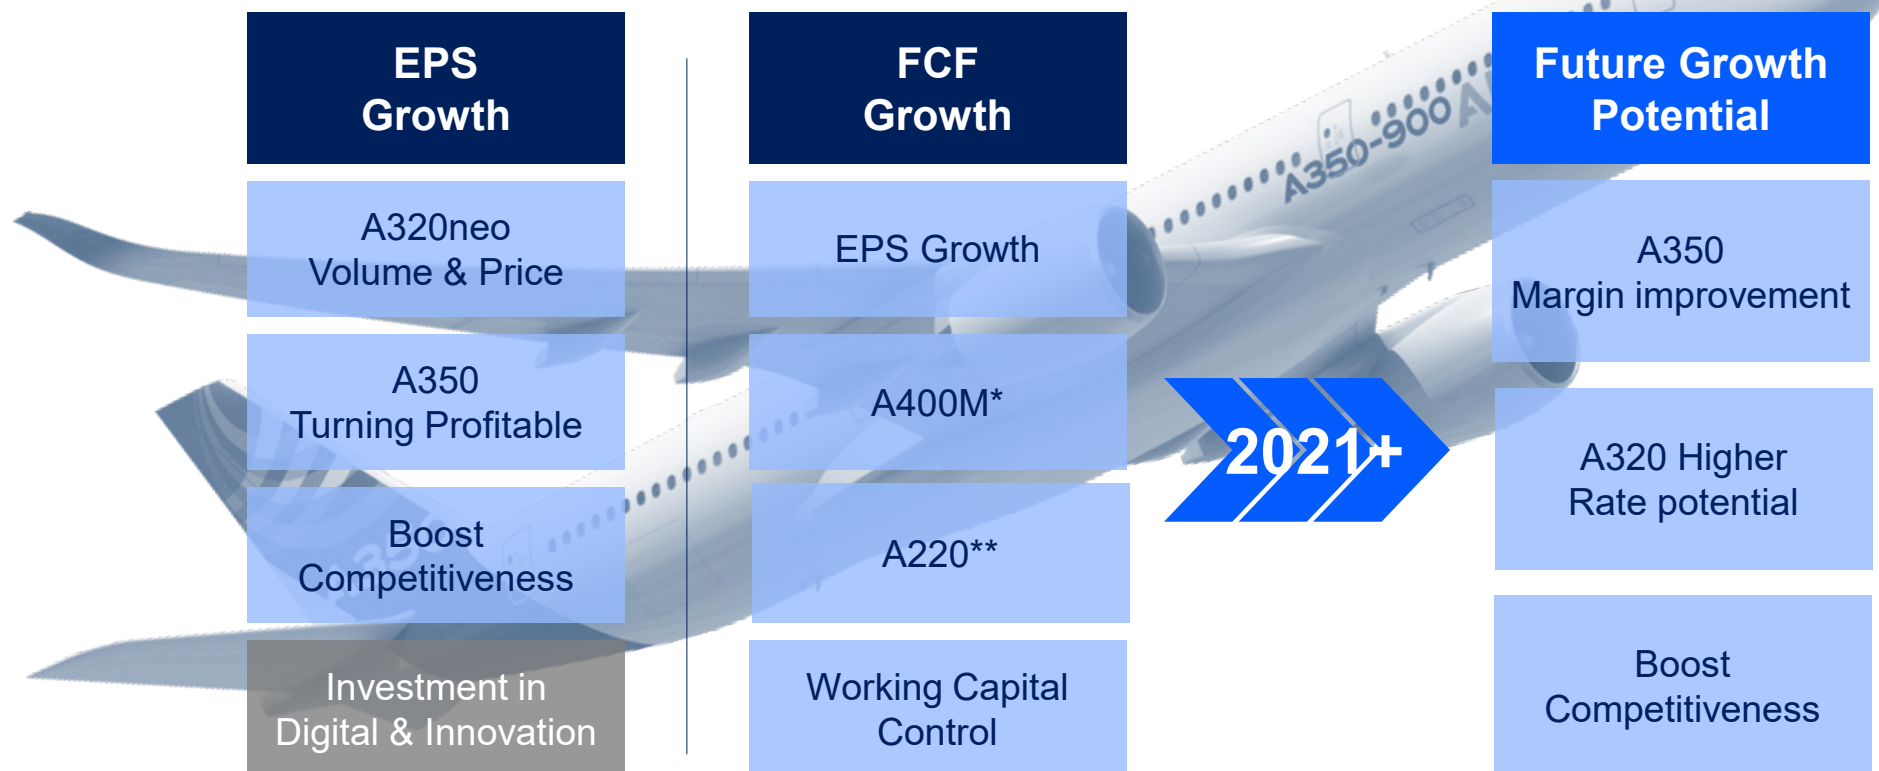 EPS
Growth
FCF
Growth
Future Growth
Potential
A320neo
Volume & Price
EPS Growth
A350
Margin improvement
A350
Turning Profitable
A400M*
2021+
A320 Higher
Rate potential
Boost
Competitiveness
A220**
Boost
Competitiveness
Investment in
Digital & Innovation
Working Capital
Control
A350-900
A350